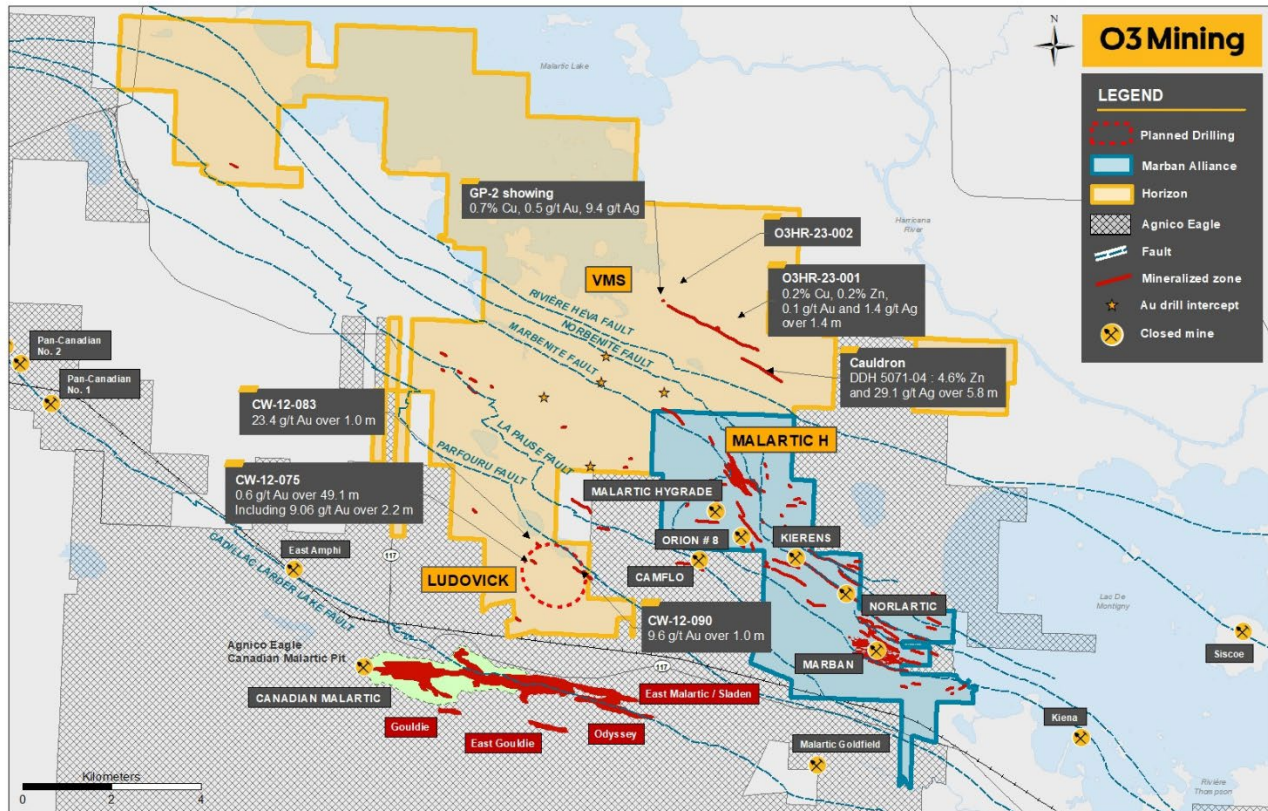 O3 Mining
N
LEGEND
Planned Drilling
Marban Alliance
Horizon
Agnico Eagle
Fault
Mineralized zone
Au drill intercept
Closed mine
Malartic Lake
Harricana
River
GP-2 showing
0.7% Cu, 0.5 g/t Au, 9.4 g/t Ag
O3HR-23-002
VMS
O3HR-23-001
0.2% Cu, 0.2% Zn,
0.1 g/t Au and 1.4 g/t Ag
over 1.4 m
RIVIÈRE HÉVA FAULT
NORBENITE FAULT
MARBENITE FAULT
Pan-Canadian
No. 2
Pan-Canadian
No. 1
Cauldron
DDH 5071-04 : 4.6% Zn
and 29.1 g/t Ag over 5.8 m
CW-12-083
23.4 g/t Au over 1.0 m
LA PAUSE FAULT
PARFOURU FAULT
MALARTIC H
CW-12-075
0.6 g/t Au over 49.1 m
Including 9.06 g/t Au over 2.2 m
MALARTIC HYGRADE
ORION # 8
KIERENS
CAMFLO
117
East Amphi
CADILLAC LARDER LAKE FAULT
LUDOVICK
NORLARTIC
Lac De
Montigny
CW-12-090
9.6 g/t Au over 1.0 m
MARBAN
Siscoe
Agnico Eagle
Canadian Malartic Pit
117
CANADIAN MALARTIC
East Malartic / Sladen
Gouldie
East Gouldie
Odyssey
Kiena
Malartic Goldfield
Kilometers
0 2 4
Rivière
Thompson